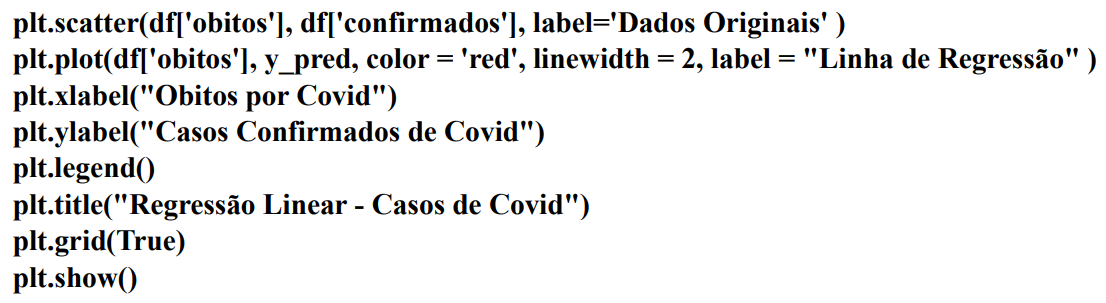 plt.scatter(df['obitos'], df['confirmados'], label='Dados Originais' )
plt.plot(df['obitos'], y_pred, color = 'red', linewidth = 2, label = "Linha de Regressão" )
plt.xlabel("Obitos por Covid")
plt.ylabel("Casos Confirmados de Covid")
plt.legend()
plt.title("Regressão Linear - Casos de Covid")
plt.grid(True)
plt.show()